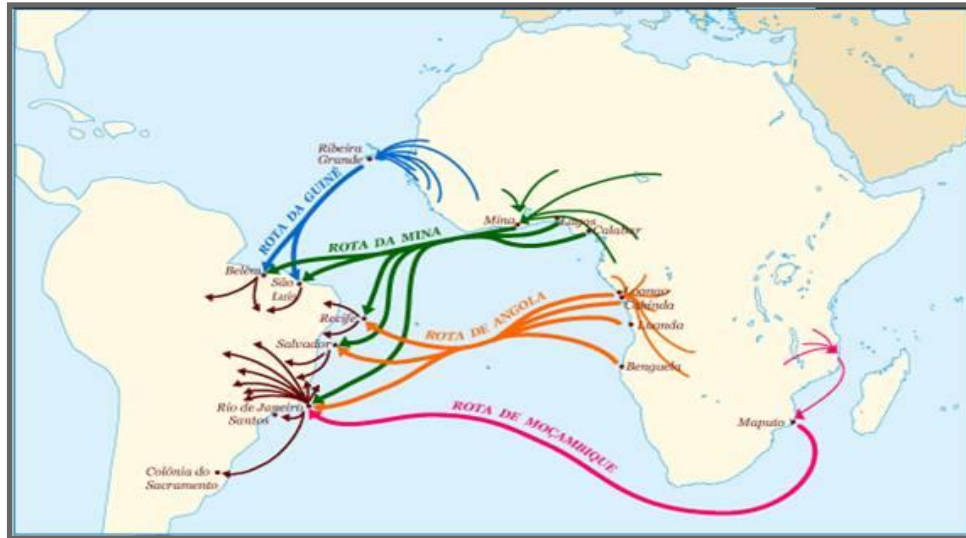 Ribeira
Grande
ROTA DA GUINÉ
Mina
Lagos
Calabar
ROTA DA MINA
Belém
São
Luís
Loango
Cabinda
Recife
ROTA DE ANGOLA
Luanda
Salvador
Benguela
Rio de Janeiro
Santos
ROTA DE MOÇAMBIQUE
Maputo
Colónia do
Sacramento